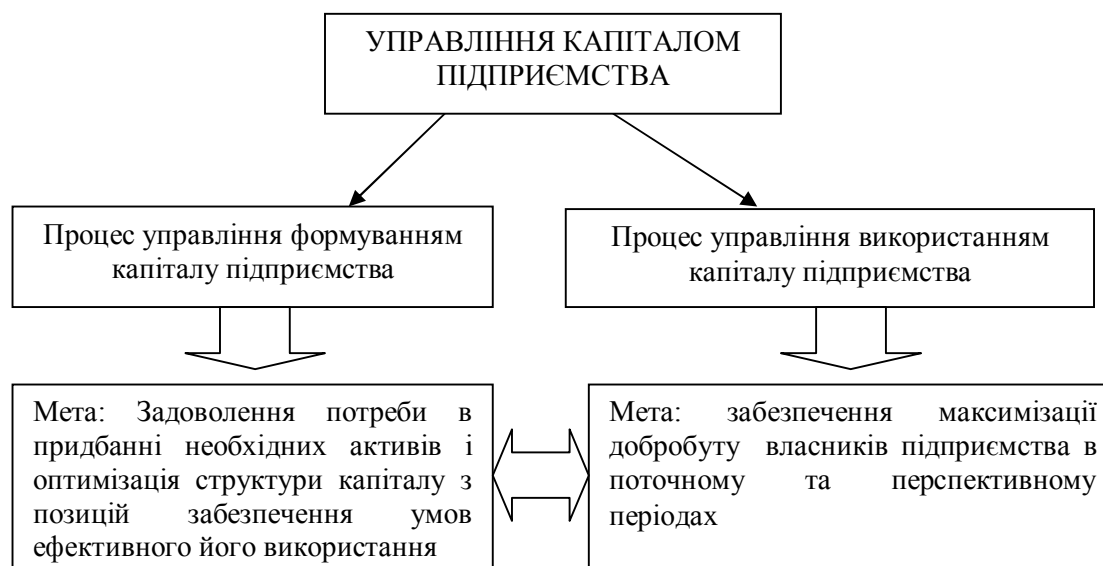 УПРАВЛІННЯ КАПІТАЛОМ
ПІДПРИЄМСТВА
Процес управління формуванням
капіталу підприємства
Процес управління використанням
капіталу підприємства
Мета: Задоволення потреби в
придбанні необхідних активів і
оптимізація структури капіталу з
позицій забезпечення умов
ефективного його використання
Мета: забезпечення максимізації
добробуту власників підприємства в
поточному та перспективному
періодах